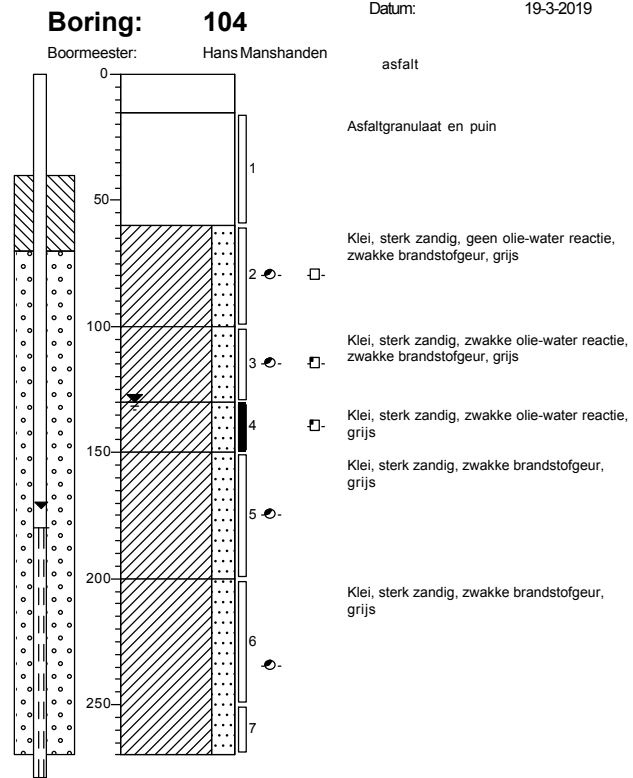 Boring: 104
Datum: 19-3-2019
Boormeester: Hans Manshanden
asfalt
0
Asfaltgranulaat en puin
1
50
Klei, sterk zandig, geen olie-water reactie,
zwakke brandstofgeur, grijs
2
100
Klei, sterk zandig, zwakke olie-water reactie,
zwakke brandstofgeur, grijs
3
Klei, sterk zandig, zwakke olie-water reactie,
grijs
4
150
Klei, sterk zandig, zwakke brandstofgeur,
grijs
5
200
Klei, sterk zandig, zwakke brandstofgeur,
grijs
6
250
7